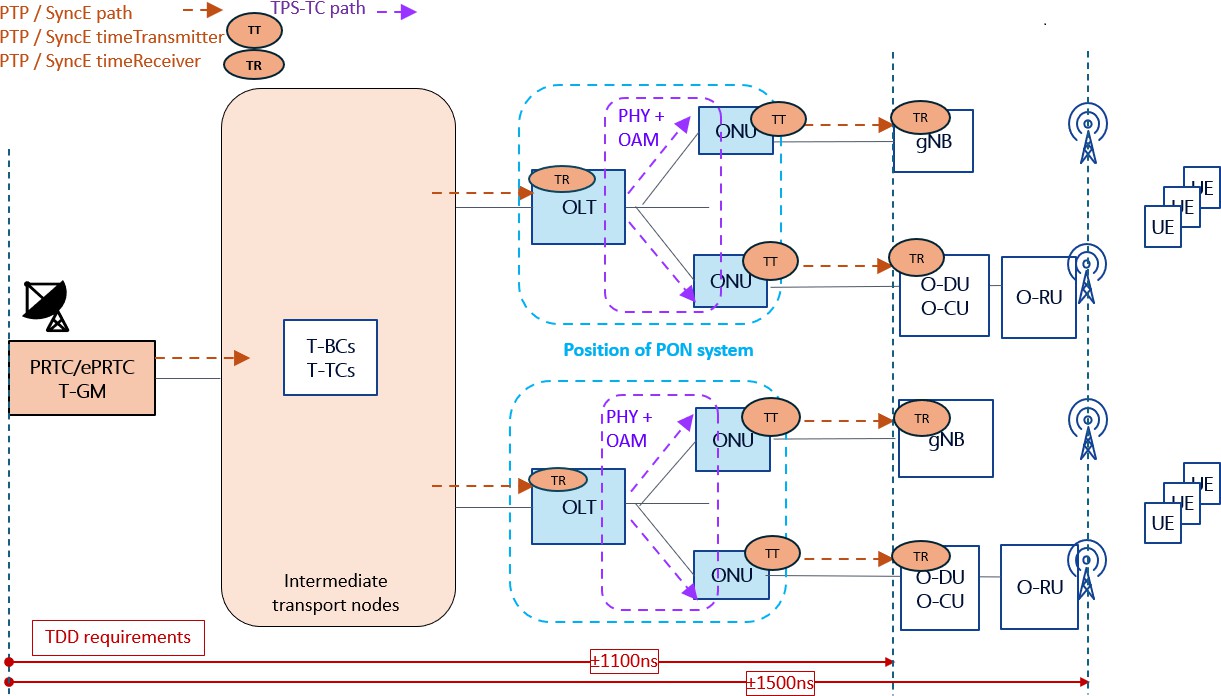 PTP / SyncE path
TPS-TC path
PTP / SyncE timeTransmitter
TT
PTP / SyncE timeReceiver
TR
PHY +
OAM
ONU
TT
TR
gNB
TR
OLT
UE
UE
UE
ONU
TT
TR
O-DU
O-CU
O-RU
PRTC/ePRTC
T-GM
T-BCs
T-TCs
Position of PON system
PHY +
OAM
ONU
TT
TR
gNB
TR
OLT
UE
UE
UE
ONU
TT
TR
O-DU
O-CU
O-RU
Intermediate
transport nodes
TDD requirements
±1100ns
±1500ns